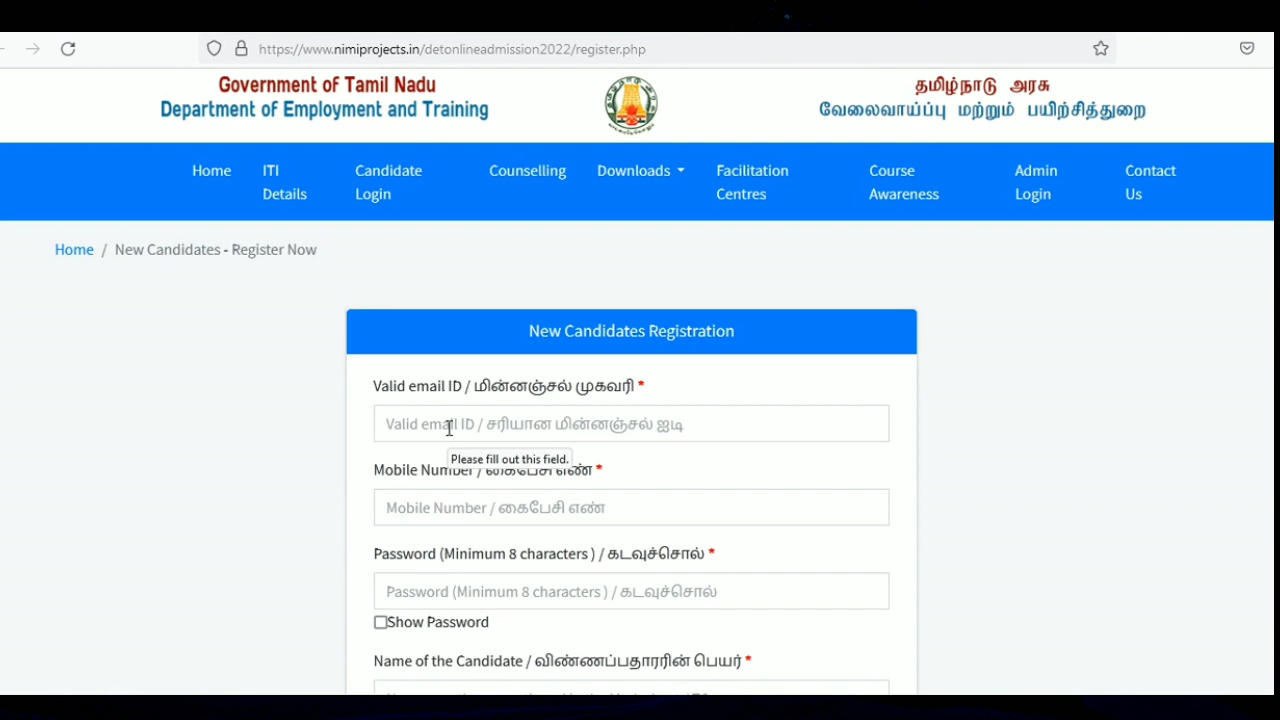 https://www.nimiprojects.in/detonlineadmission2022/register.php
Government of Tamil Nadu
Department of Employment and Training
தமிழ்நாடு அரசு
வேலைவாய்ப்பு மற்றும் பயிற்சித்துறை
Home
ITI Details
Candidate Login
Counselling
Downloads
Facilitation Centres
Course Awareness
Admin Login
Contact Us
Home / New Candidates - Register Now
New Candidates Registration
Valid email ID / மின்னஞ்சல் முகவரி *
Valid email ID / சரியான மின்னஞ்சல் ஐடி
Please fill out this field.
Mobile Number / கைபேசி எண் *
Mobile Number / கைபேசி எண்
Password (Minimum 8 characters ) / கடவுச்சொல் *
Password (Minimum 8 characters ) / கடவுச்சொல்
Show Password
Name of the Candidate / விண்ணப்பதாரரின் பெயர் *